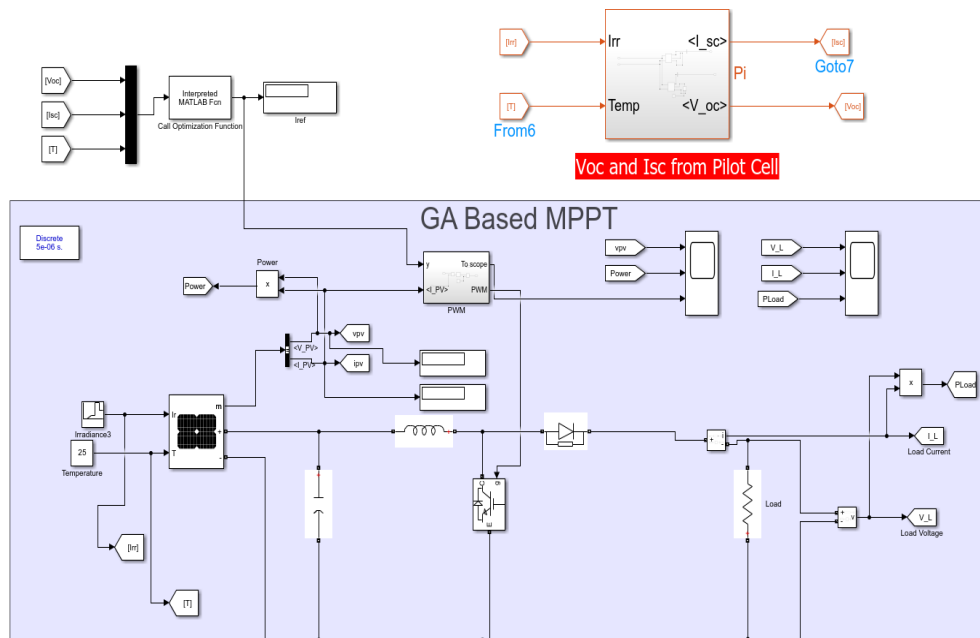 [Irr]
Irr
<I_sc>
[Isc]
Goto7
Pi
[T]
Temp
<V_oc>
[Voc]
From6
Voc and Isc from Pilot Cell
[Voc]
[Isc]
[T]
Interpreted
MATLAB Fcn
Call Optimization Function
Iref
GA Based MPPT
Discrete
5e-06 s.
Power
Power
x
y
To scope
<I_PV>
PWM
PWM
vpv
Power
V_L
I_L
PLoad
<V_PV>
vpv
<I_PV>
ipv
x
PLoad
Ir
m
+
T
-
Irradiance3
25
Temperature
+
i
-
I_L
Load Current
g
C
E
Load
+
-
v
V_L
Load Voltage
[Irr]
[T]